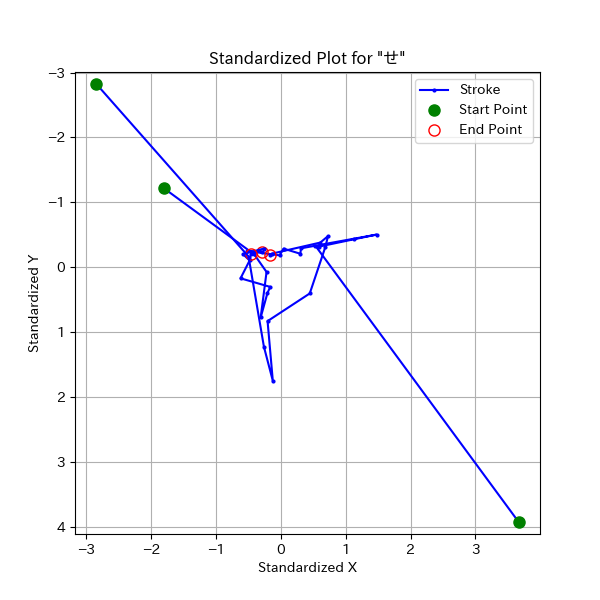 Standardized Plot for "せ"
Stroke
Start Point
End Point
Standardized Y
−3
−2
−1
0
1
2
3
4
−3
−2
−1
0
1
2
3
Standardized X